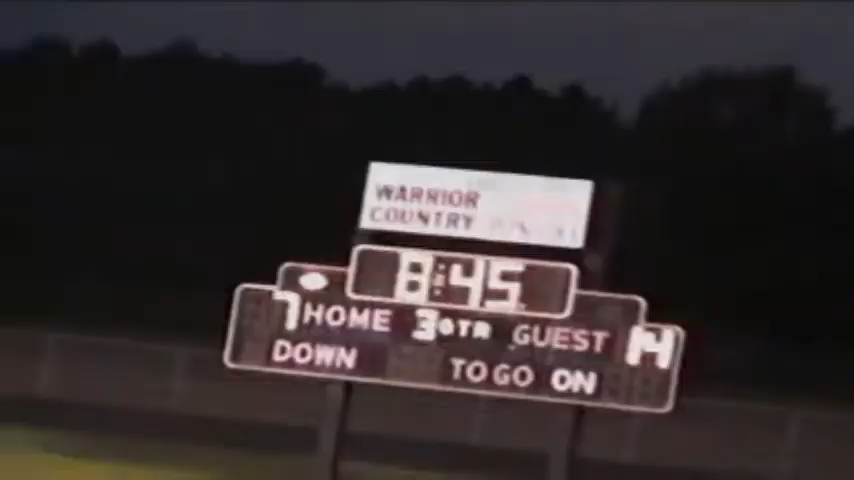 WARRIOR
COUNTRY
8:45
7 HOME 3 QTR GUEST 14
DOWN TO GO ON